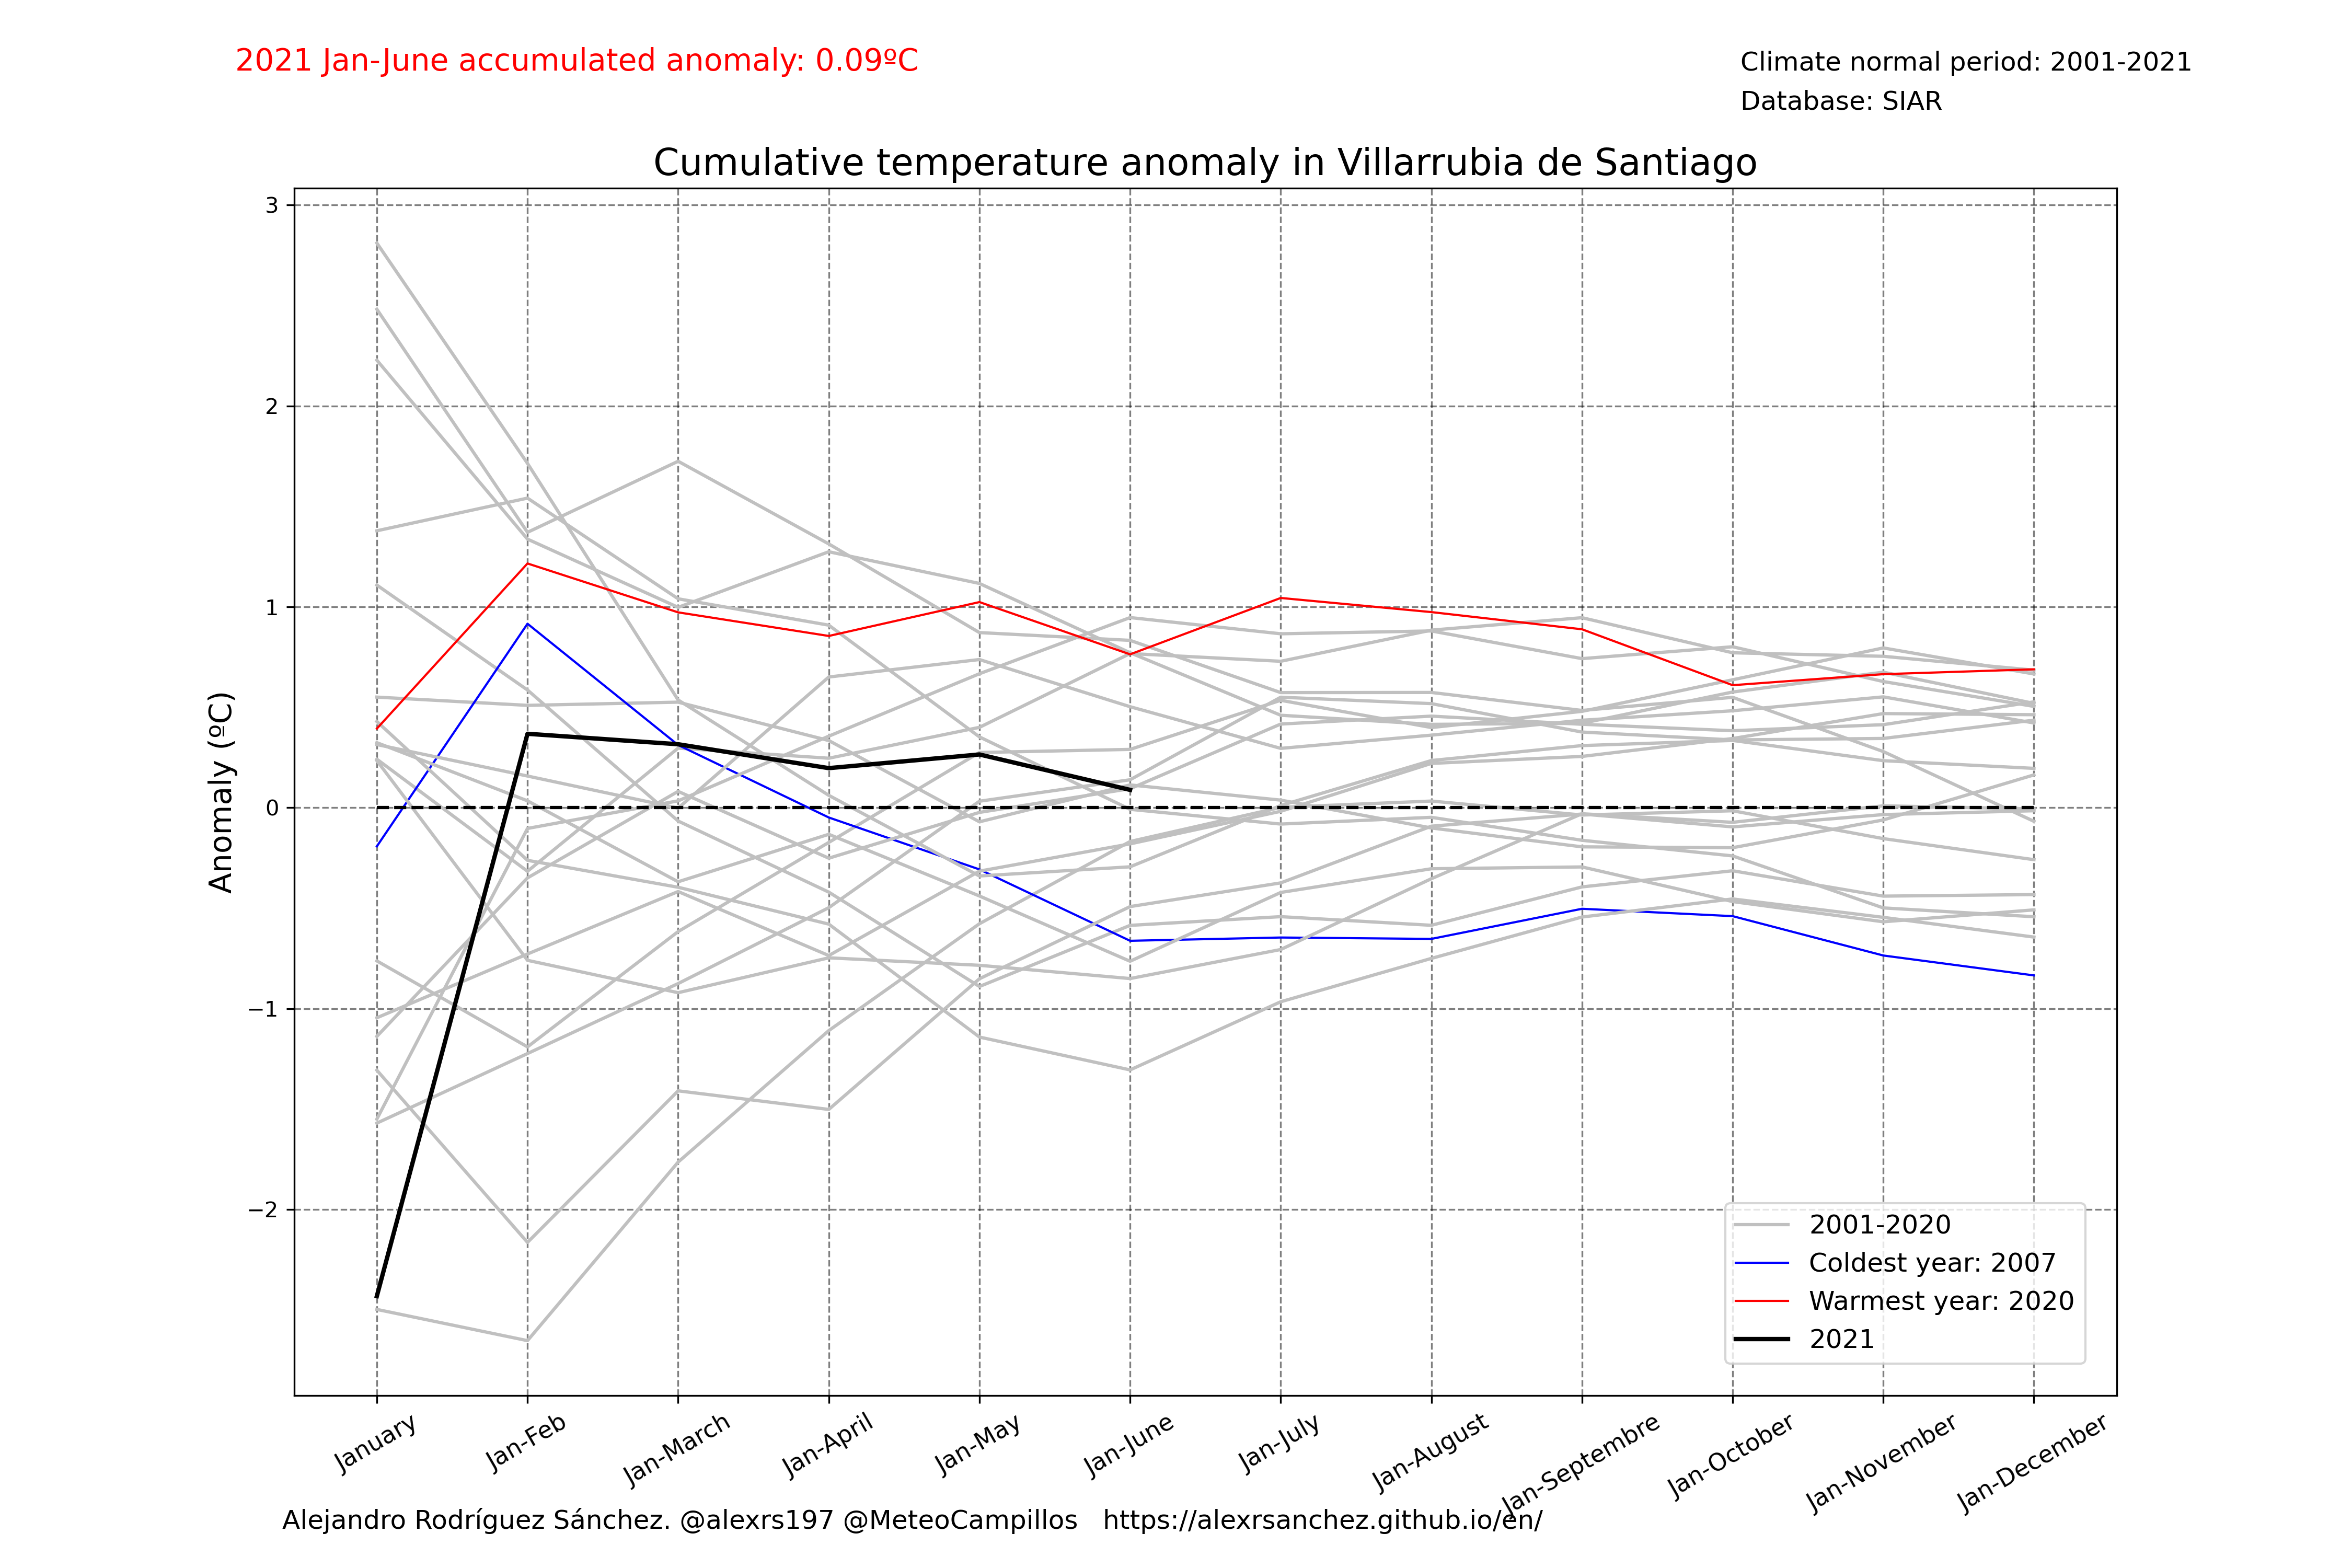 2021 Jan-June accumulated anomaly: 0.09ºC
Climate normal period: 2001-2021
Database: SIAR
Cumulative temperature anomaly in Villarrubia de Santiago
Anomaly (ºC)
3
2
1
0
−1
−2
2001-2020
Coldest year: 2007
Warmest year: 2020
2021
January
Jan-Feb
Jan-March
Jan-April
Jan-May
Jan-June
Jan-July
Jan-August
Jan-Septembre
Jan-October
Jan-November
Jan-December
Alejandro Rodríguez Sánchez. @alexrs197 @MeteoCampillos   https://alexrsanchez.github.io/en/